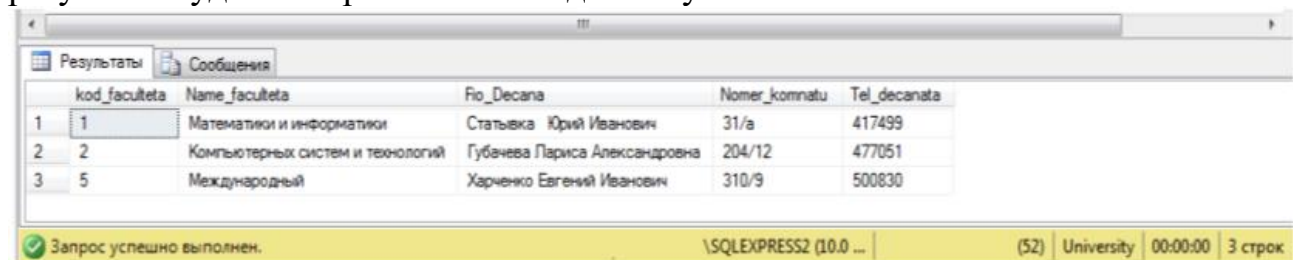 Результаты Сообщения
kod_faculteta Name_faculteta Fio_Decana Nomer_komnatu Tel_decanata
1 1 Математики и информатики Статывка Юрий Иванович 31/а 417499
2 2 Компьютерных систем и технологий Губачева Лариса Александровна 204/12 477051
3 5 Международный Харченко Евгений Иванович 310/9 500830
Запрос успешно выполнен. \SQLEXPRESS2 (10.0 ... (52) University 00:00:00 3 строк